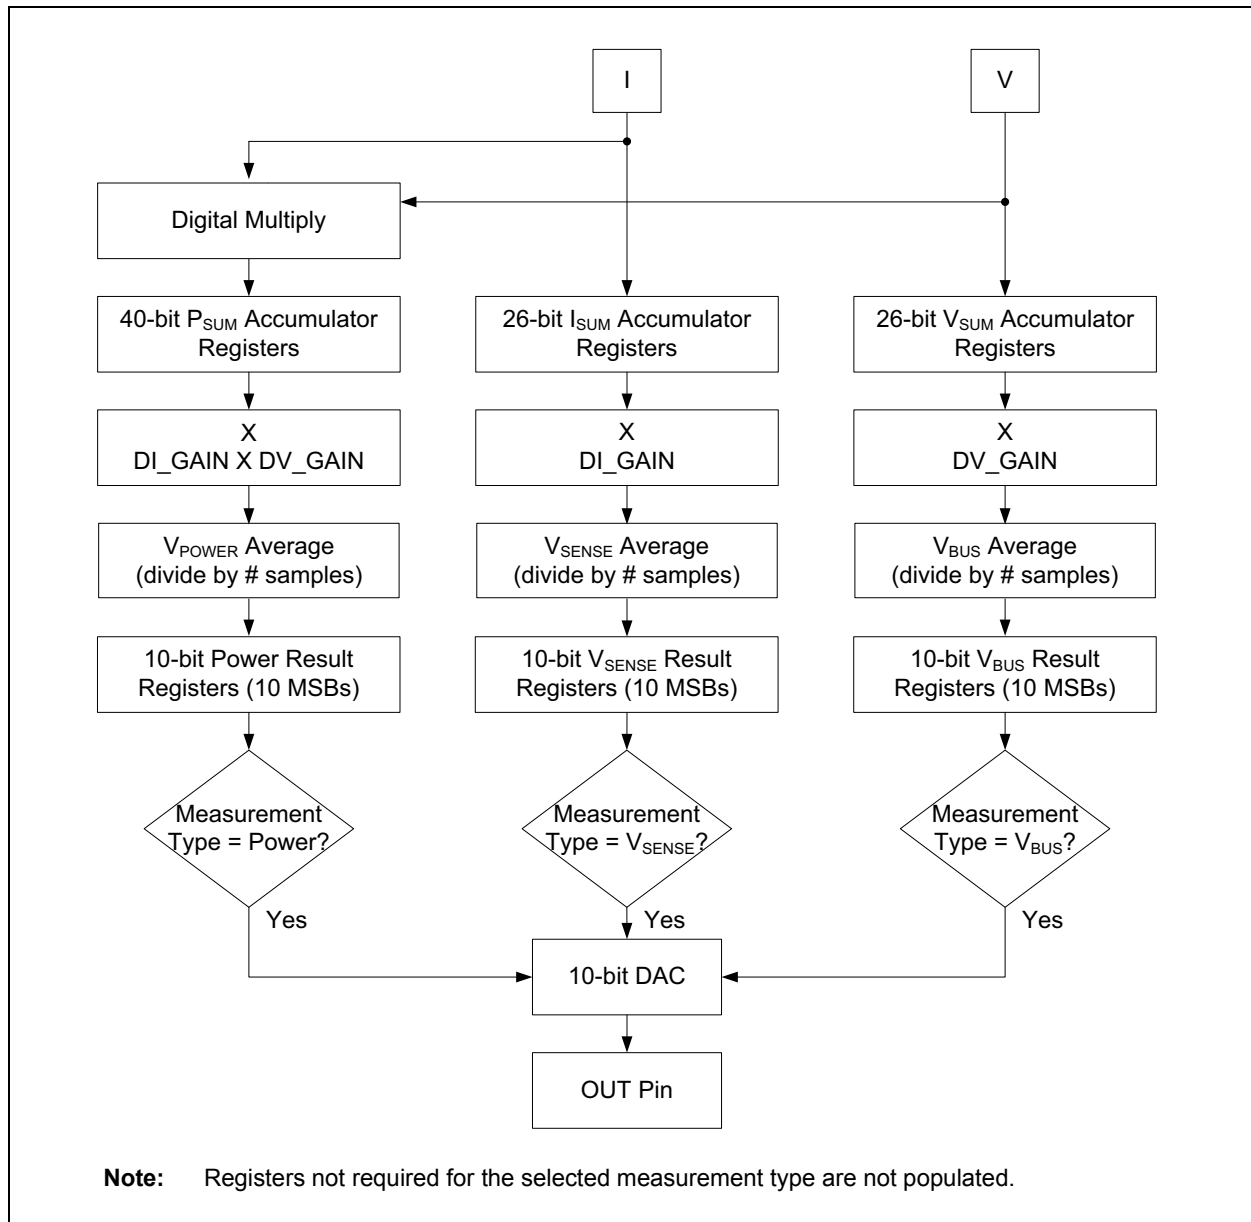 I
V
Digital Multiply
40-bit PSUM Accumulator
Registers
26-bit ISUM Accumulator
Registers
26-bit VSUM Accumulator
Registers
X
DI_GAIN X DV_GAIN
X
DI_GAIN
X
DV_GAIN
VPOWER Average
(divide by # samples)
VSENSE Average
(divide by # samples)
VBUS Average
(divide by # samples)
10-bit Power Result
Registers (10 MSBs)
10-bit VSENSE Result
Registers (10 MSBs)
10-bit VBUS Result
Registers (10 MSBs)
Measurement
Type = Power?
Measurement
Type = VSENSE?
Measurement
Type = VBUS?
Yes
Yes
Yes
10-bit DAC
OUT Pin
Note: Registers not required for the selected measurement type are not populated.